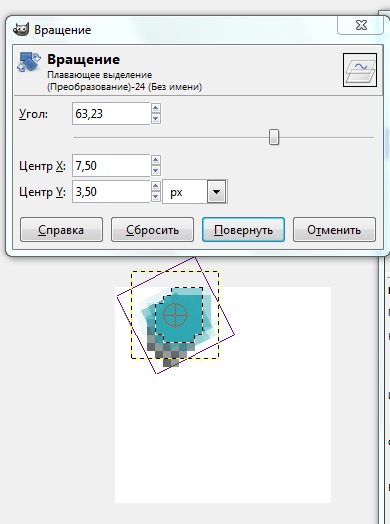 Вращение
Вращение
Плавающее выделение
(Преобразование)-24 (Без имени)
Угол: 63,23
Центр X: 7,50
Центр Y: 3,50 px
Справка Сбросить Повернуть Отменить